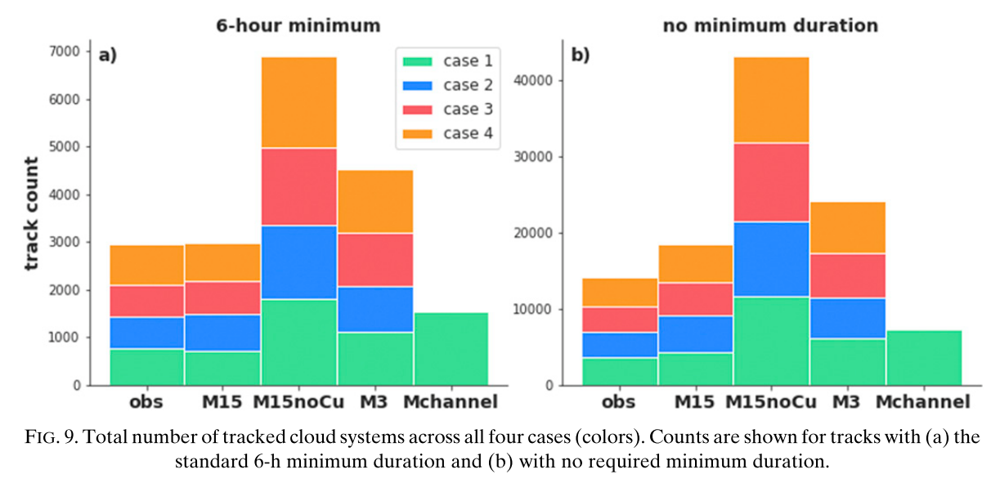 6-hour minimum
a)
case 1
case 2
case 3
case 4
track count
7000
6000
5000
4000
3000
2000
1000
0
obs M15 M15noCu M3 Mchannel
no minimum duration
b)
40000
30000
20000
10000
0
obs M15 M15noCu M3 Mchannel
FIG. 9. Total number of tracked cloud systems across all four cases (colors). Counts are shown for tracks with (a) the
standard 6-h minimum duration and (b) with no required minimum duration.